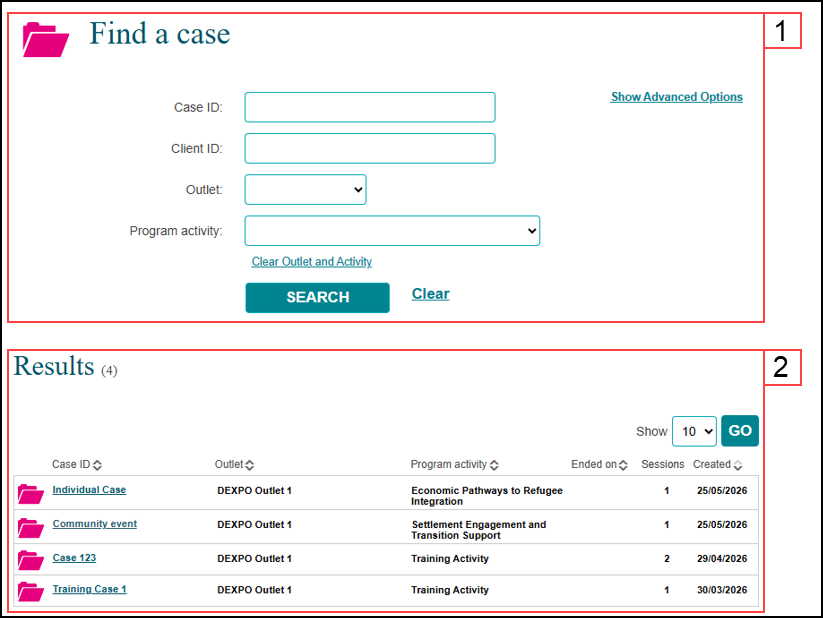 Find a case
1
Case ID:
Show Advanced Options
Client ID:
Outlet:
Program activity:
Clear Outlet and Activity
SEARCH Clear
Results (4)
2
Show 10 GO
Case ID Outlet Program activity Ended on Sessions Created
Individual Case DEXPO Outlet 1 Economic Pathways to Refugee 1 25/05/2026
Integration
Community event DEXPO Outlet 1 Settlement Engagement and 1 25/05/2026
Transition Support
Case 123 DEXPO Outlet 1 Training Activity 2 29/04/2026
Training Case 1 DEXPO Outlet 1 Training Activity 1 30/03/2026